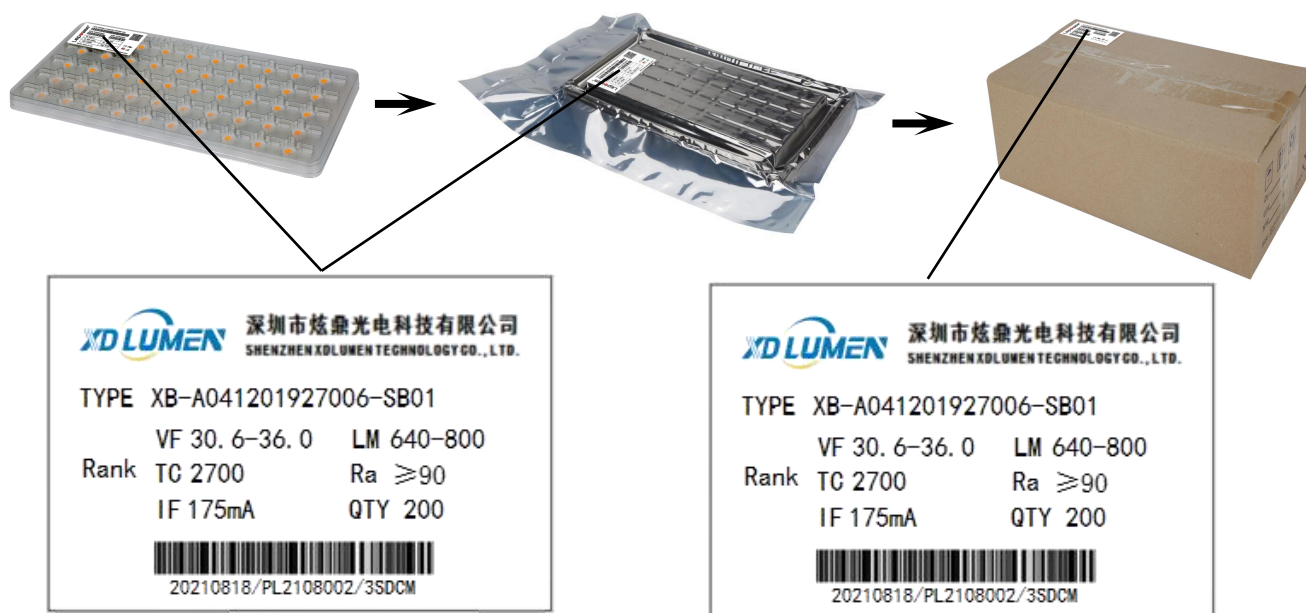 XD LUMEN
深圳市炫鼎光电科技有限公司
SHENZHEN XDLUMEN TECHNOLOGY CO., LTD.
TYPE XB-A041201927006-SB01
VF 30.6-36.0 LM 640-800
Rank TC 2700 Ra ≥90
IF 175mA QTY 200
20210818/PL2108002/3SDCM
XD LUMEN
深圳市炫鼎光电科技有限公司
SHENZHEN XDLUMEN TECHNOLOGY CO., LTD.
TYPE XB-A041201927006-SB01
VF 30.6-36.0 LM 640-800
Rank TC 2700 Ra ≥90
IF 175mA QTY 200
20210818/PL2108002/3SDCM